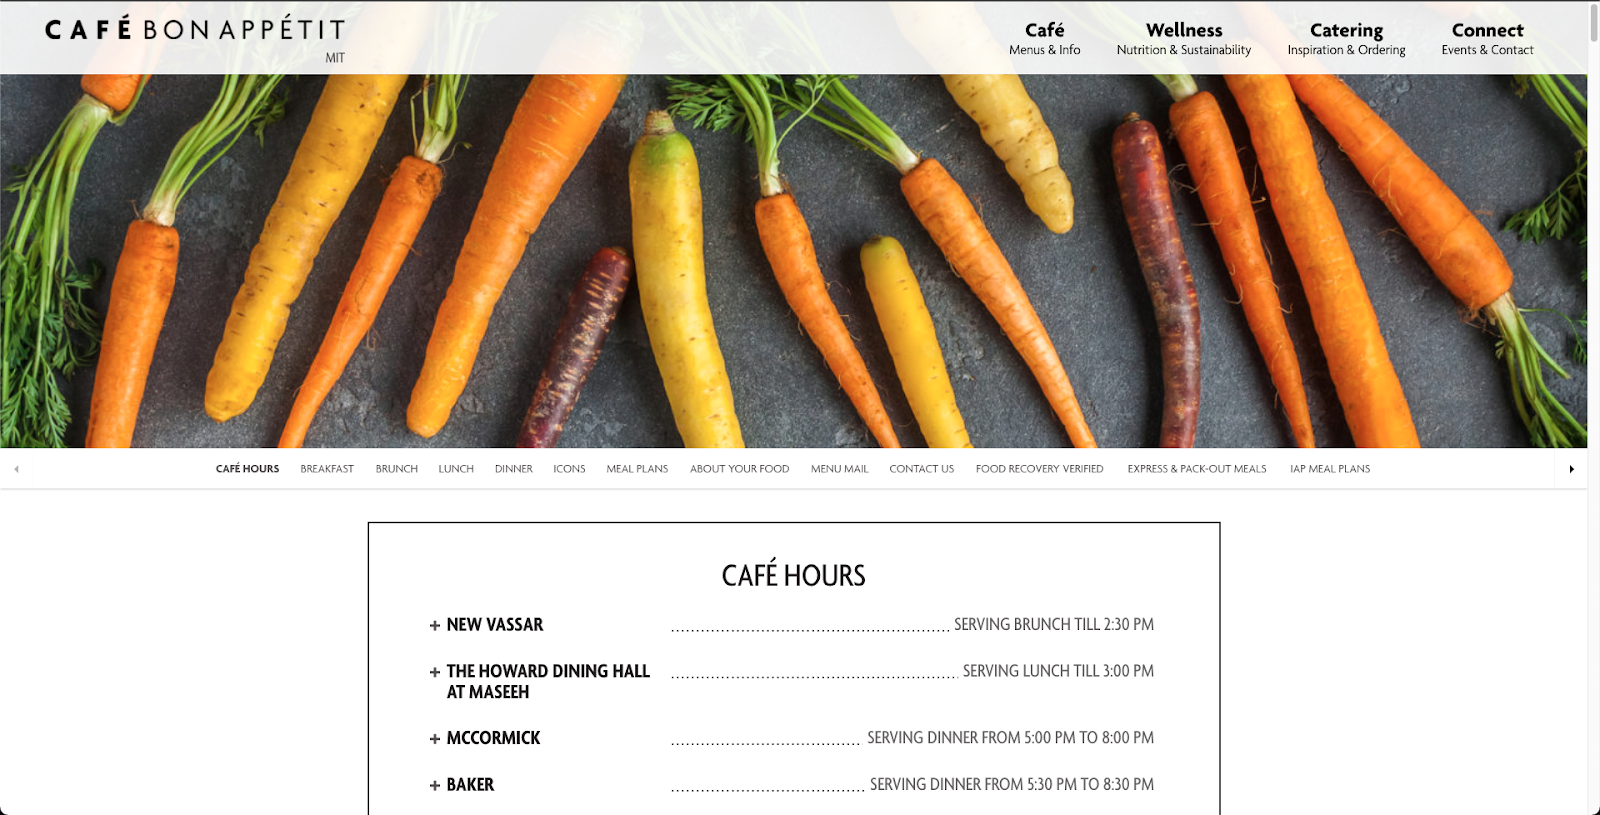 CAFÉ BON APPÉTIT
MIT
Café
Menus & Info
Wellness
Nutrition & Sustainability
Catering
Inspiration & Ordering
Connect
Events & Contact
CAFÉ HOURS BREAKFAST BRUNCH LUNCH DINNER ICONS MEAL PLANS ABOUT YOUR FOOD MENU MAIL CONTACT US FOOD RECOVERY VERIFIED EXPRESS & PACK-OUT MEALS IAP MEAL PLANS
CAFÉ HOURS
+ NEW VASSAR SERVING BRUNCH TILL 2:30 PM
+ THE HOWARD DINING HALL SERVING LUNCH TILL 3:00 PM
AT MASEEH
+ MCCORMICK SERVING DINNER FROM 5:00 PM TO 8:00 PM
+ BAKER SERVING DINNER FROM 5:30 PM TO 8:30 PM